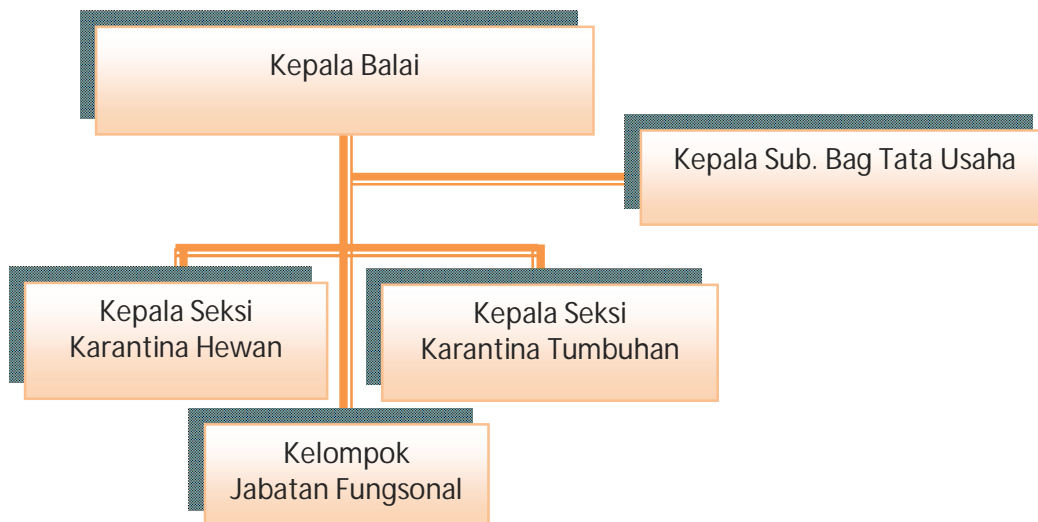 Kepala Balai
Kepala Sub. Bag Tata Usaha
Kepala Seksi
Karantina Hewan
Kepala Seksi
Karantina Tumbuhan
Kelompok
Jabatan Fungsonal